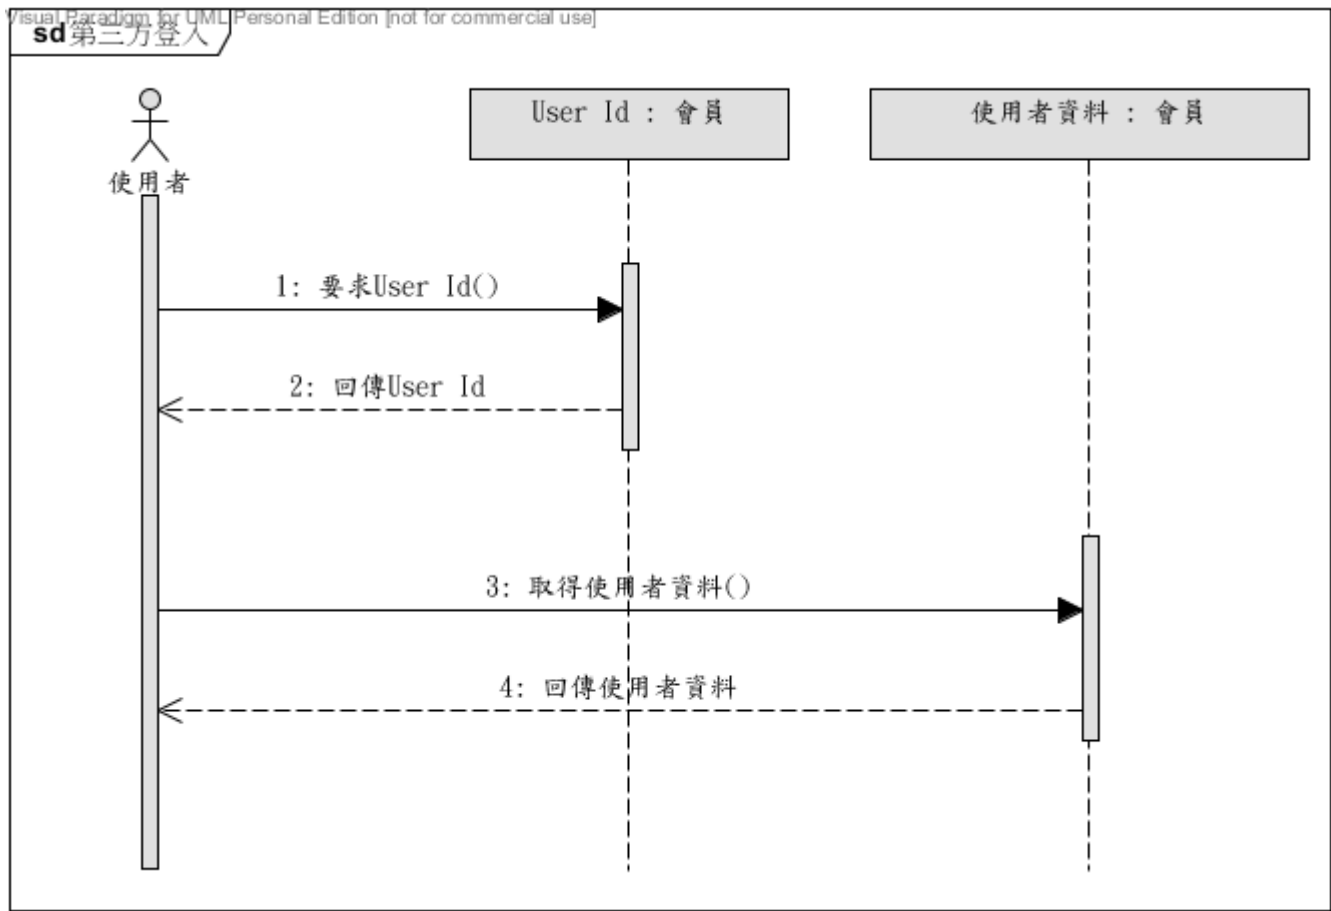 Visual Paradigm for UML Personal Edition [not for commercial use]
sd 第三方登入
使用者
User Id : 會員
使用者資料 : 會員
1: 要求User Id()
2: 回傳User Id
3: 取得使用者資料()
4: 回傳使用者資料